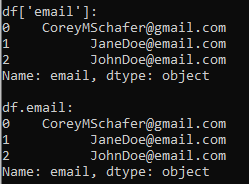 df['email']:
0    CoreyMSchafer@gmail.com
1          JaneDoe@email.com
2          JohnDoe@email.com
Name: email, dtype: object

df.email:
0    CoreyMSchafer@gmail.com
1          JaneDoe@email.com
2          JohnDoe@email.com
Name: email, dtype: object